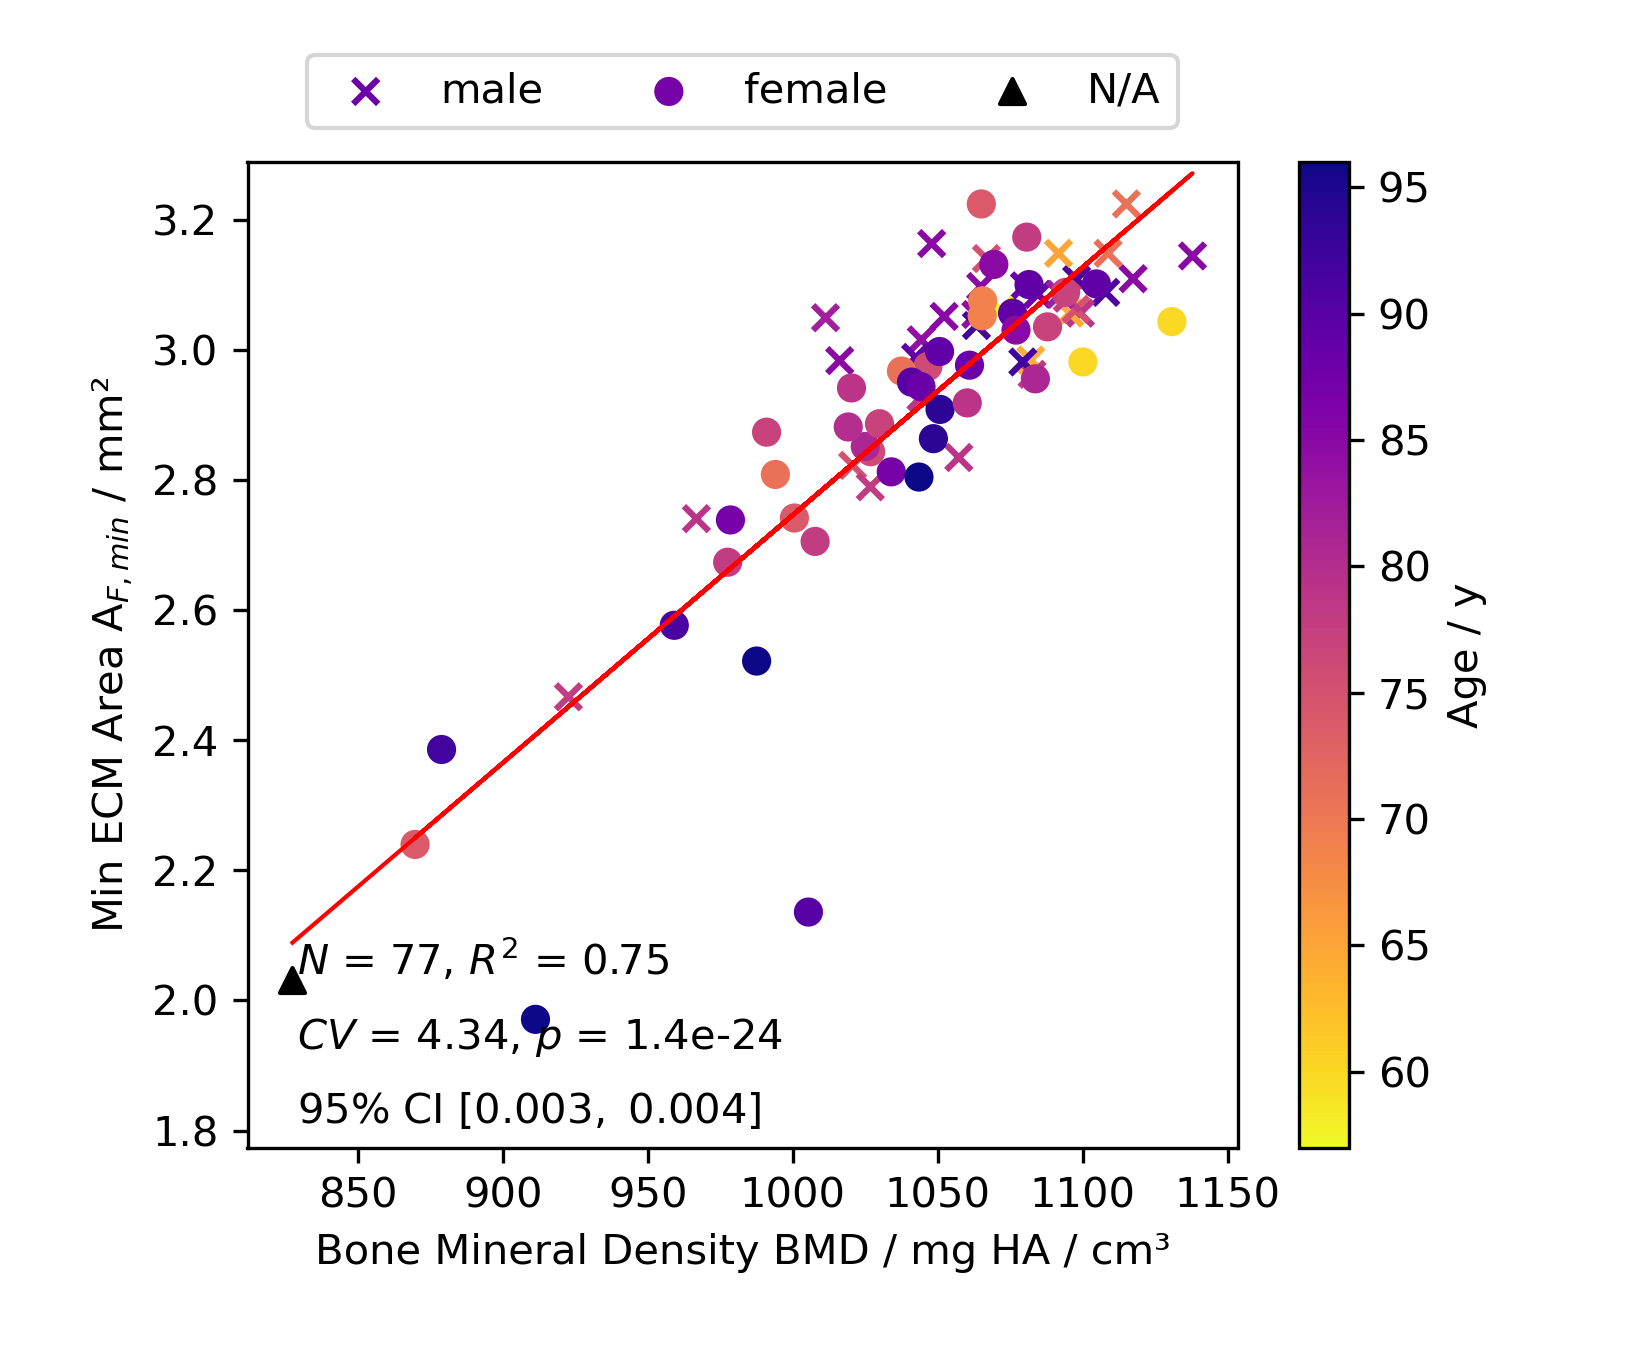 male female N/A
3.2
3.0
2.8
2.6
2.4
2.2
2.0
1.8
Min ECM Area A_F,min / mm²
N = 77, R² = 0.75
CV = 4.34, p = 1.4e-24
95% CI [0.003, 0.004]
850 900 950 1000 1050 1100 1150
Bone Mineral Density BMD / mg HA / cm³
95
90
85
80
75
70
65
60
Age / y